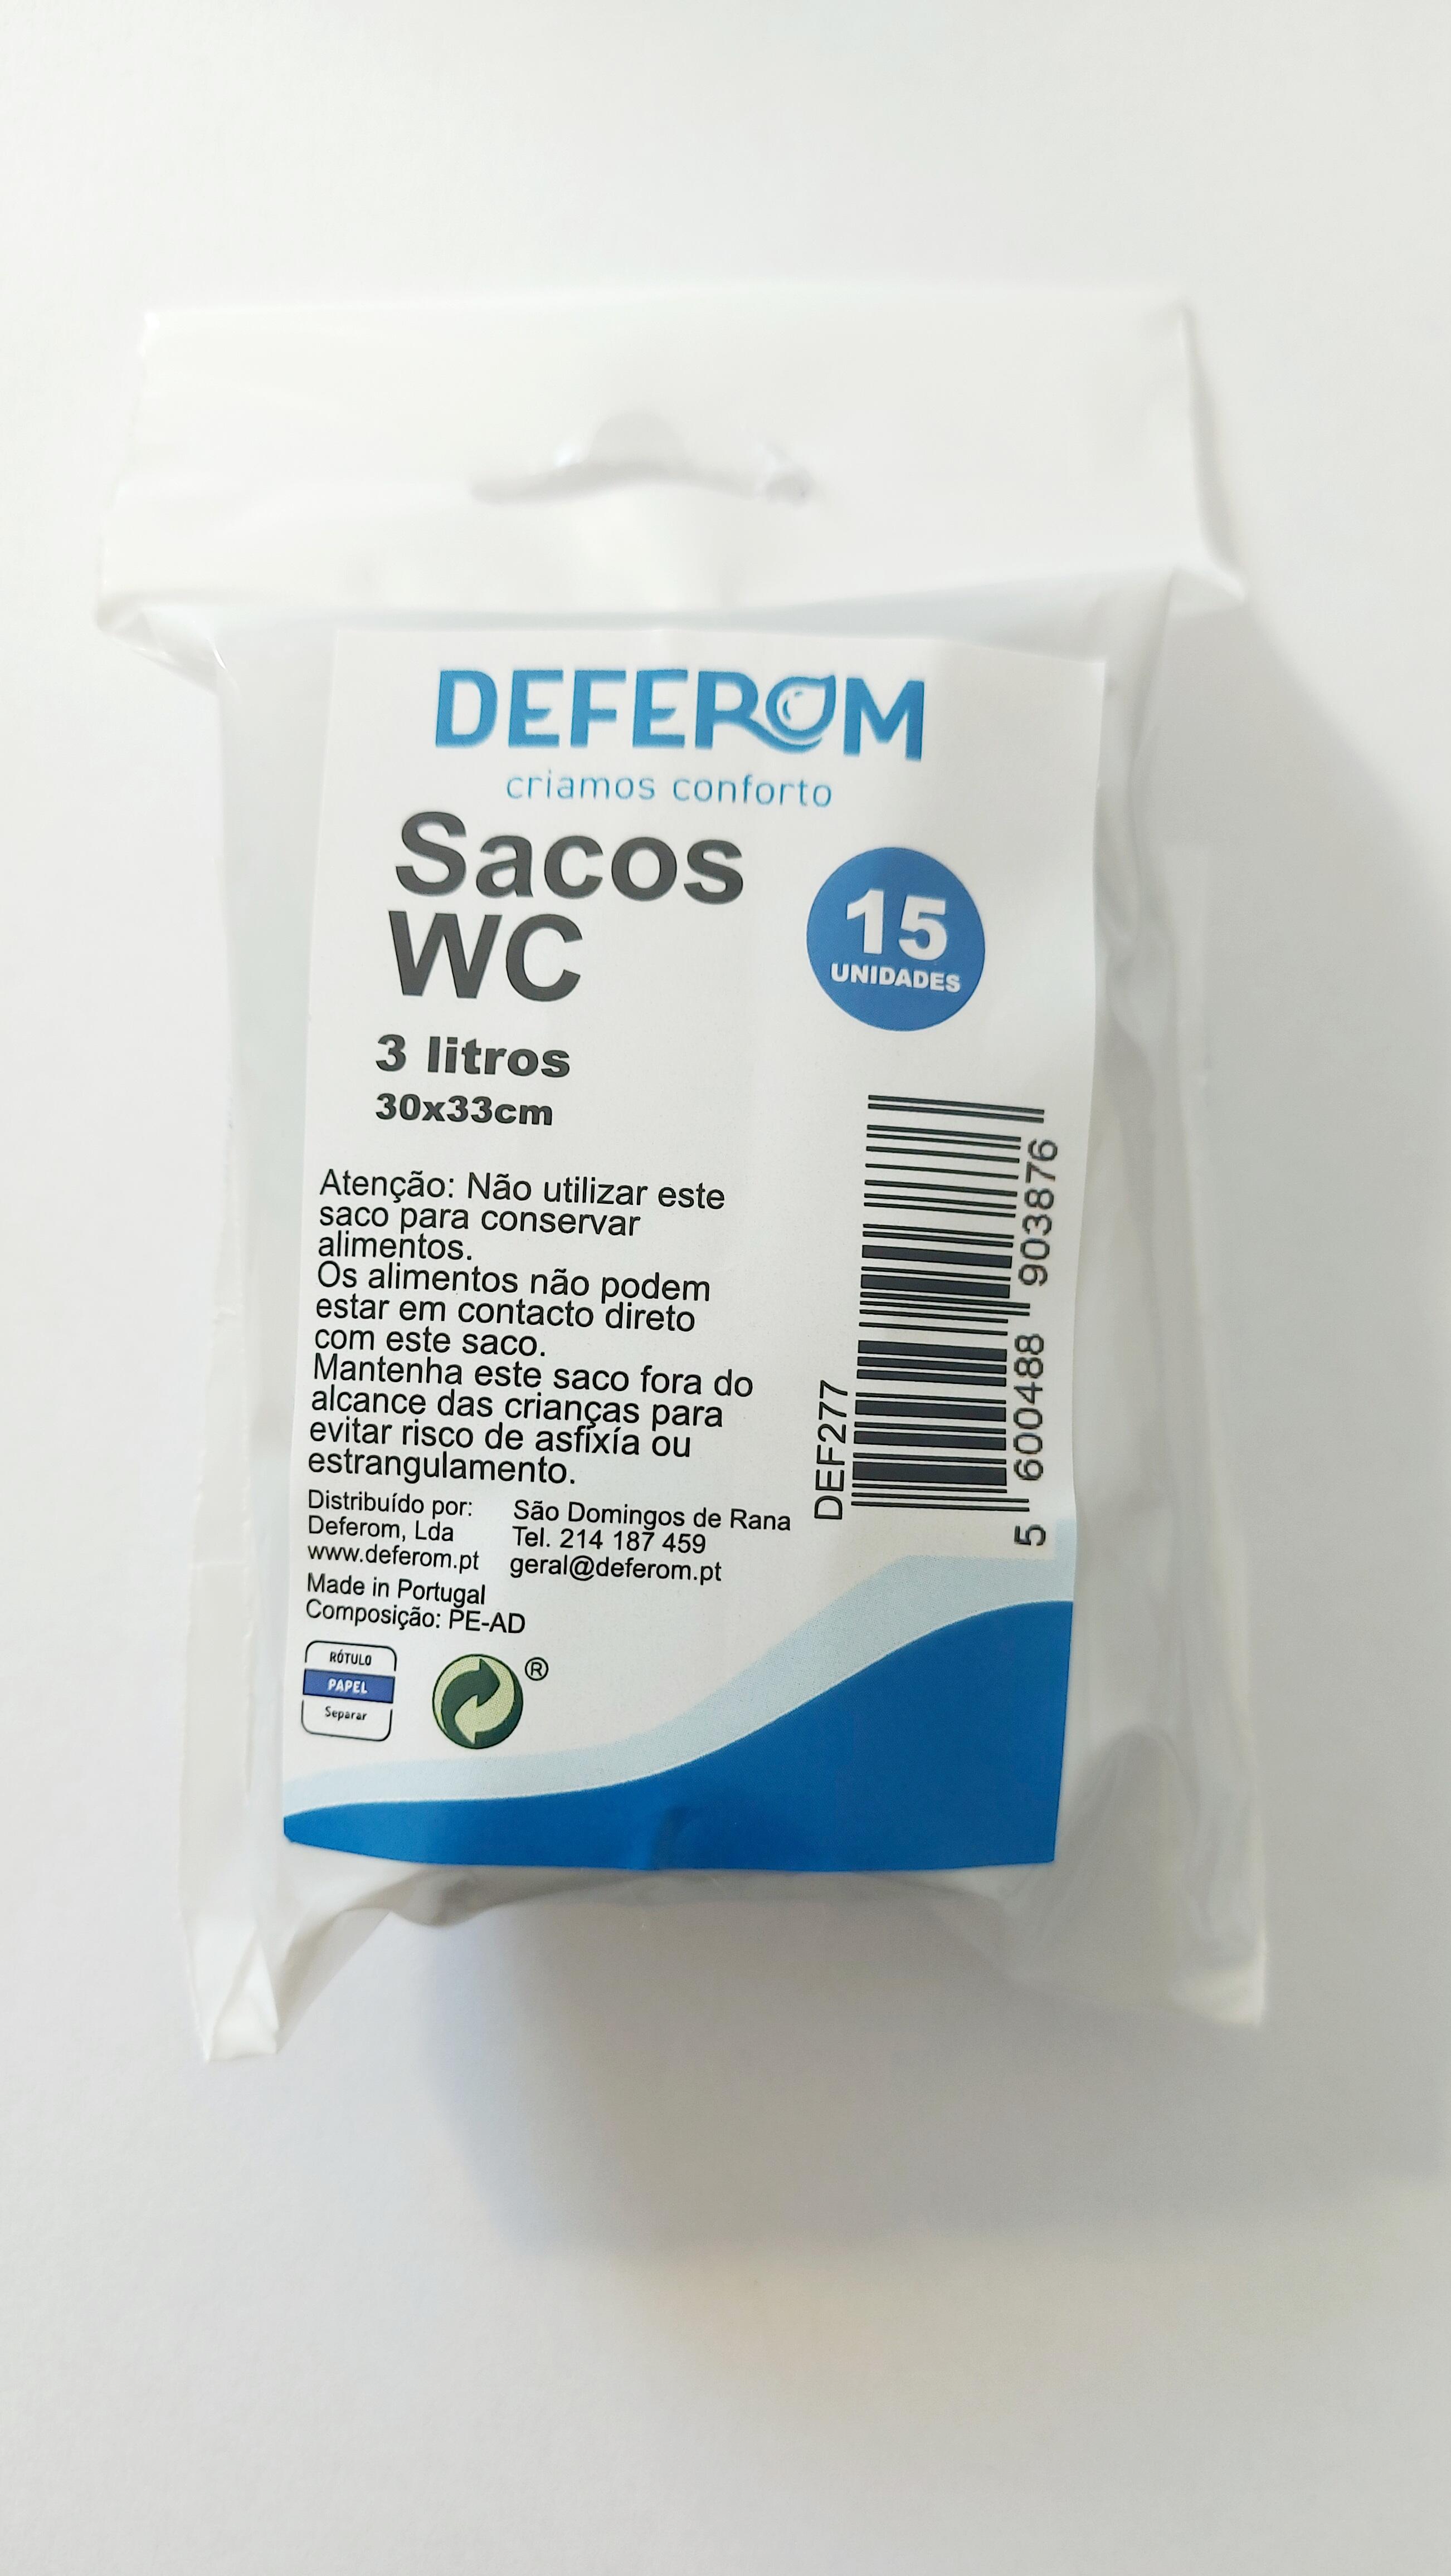 DEFEROM
criamos conforto
Sacos
WC
15
UNIDADES
3 litros
30x33cm
Atenção: Não utilizar este
saco para conservar
alimentos.
Os alimentos não podem
estar em contacto direto
com este saco.
Mantenha este saco fora do
alcance das crianças para
evitar risco de asfixía ou
estrangulamento.
Distribuído por:
Deferom, Lda
www.deferom.pt
São Domingos de Rana
Tel. 214 187 459
geral@deferom.pt
Made in Portugal
Composição: PE-AD
RÓTULO
PAPEL
Separar
®
DEF277
5 600488 903876